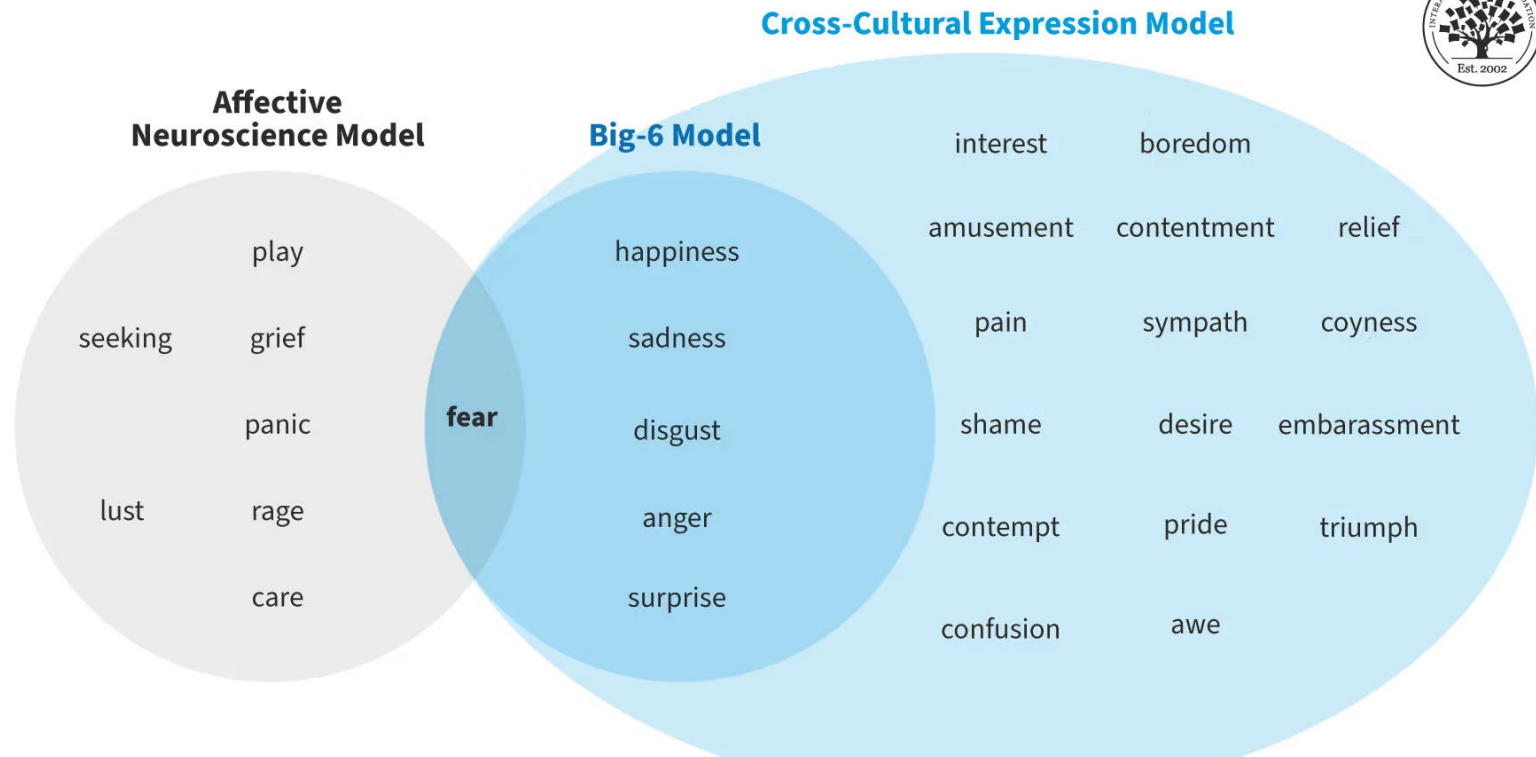 Cross-Cultural Expression Model
Est. 2002
Affective
Neuroscience Model
Big-6 Model
play
seeking
grief
panic
lust
rage
care
fear
happiness
sadness
disgust
anger
surprise
interest
boredom
amusement
contentment
relief
pain
sympath
coyness
shame
desire
embarassment
contempt
pride
triumph
confusion
awe